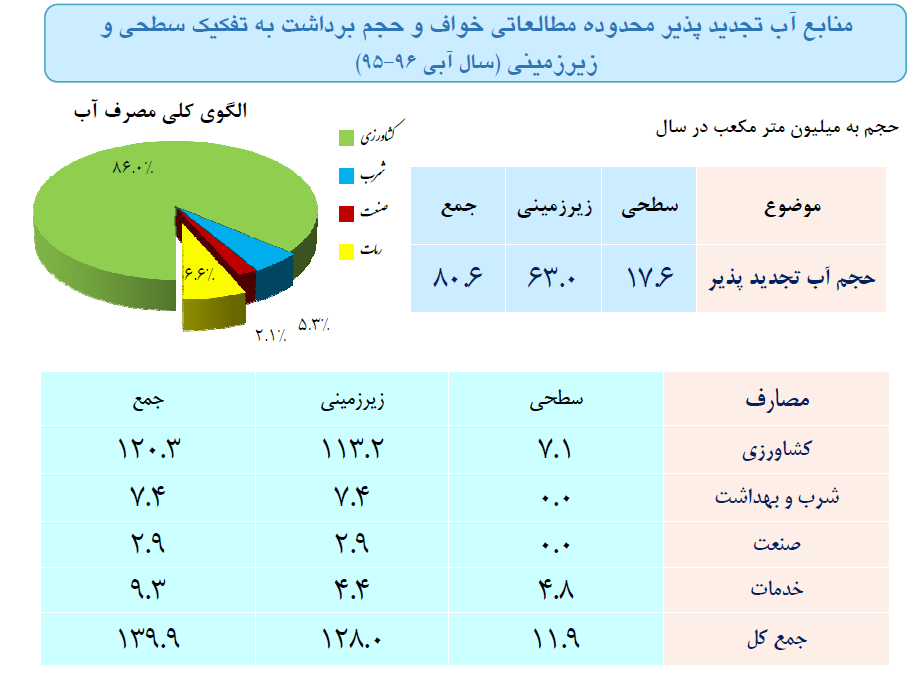 منابع آب تجدید پذیر محدوده مطالعاتی خواف و حجم برداشت به تفکیک سطحی و
زیرزمینی (سال آبی ۹۶-۹۵)
حجم به میلیون متر مکعب در سال
موضوع سطحی زیرزمینی جمع
حجم آب تجدید پذیر ۱۷.۶ ۶۳.۰ ۸۰.۶
الگوی کلی مصرف آب
کشاورزی
شرب
صنعت
۸۶.۰٪
۶.۶٪
۲.۱٪
۵.۳٪
مصارف سطحی زیرزمینی جمع
کشاورزی ۷.۱ ۱۱۳.۲ ۱۲۰.۳
شرب و بهداشت ۰.۰ ۷.۴ ۷.۴
صنعت ۰.۰ ۲.۹ ۲.۹
خدمات ۴.۸ ۴.۴ ۹.۳
جمع کل ۱۱.۹ ۱۲۸.۰ ۱۳۹.۹